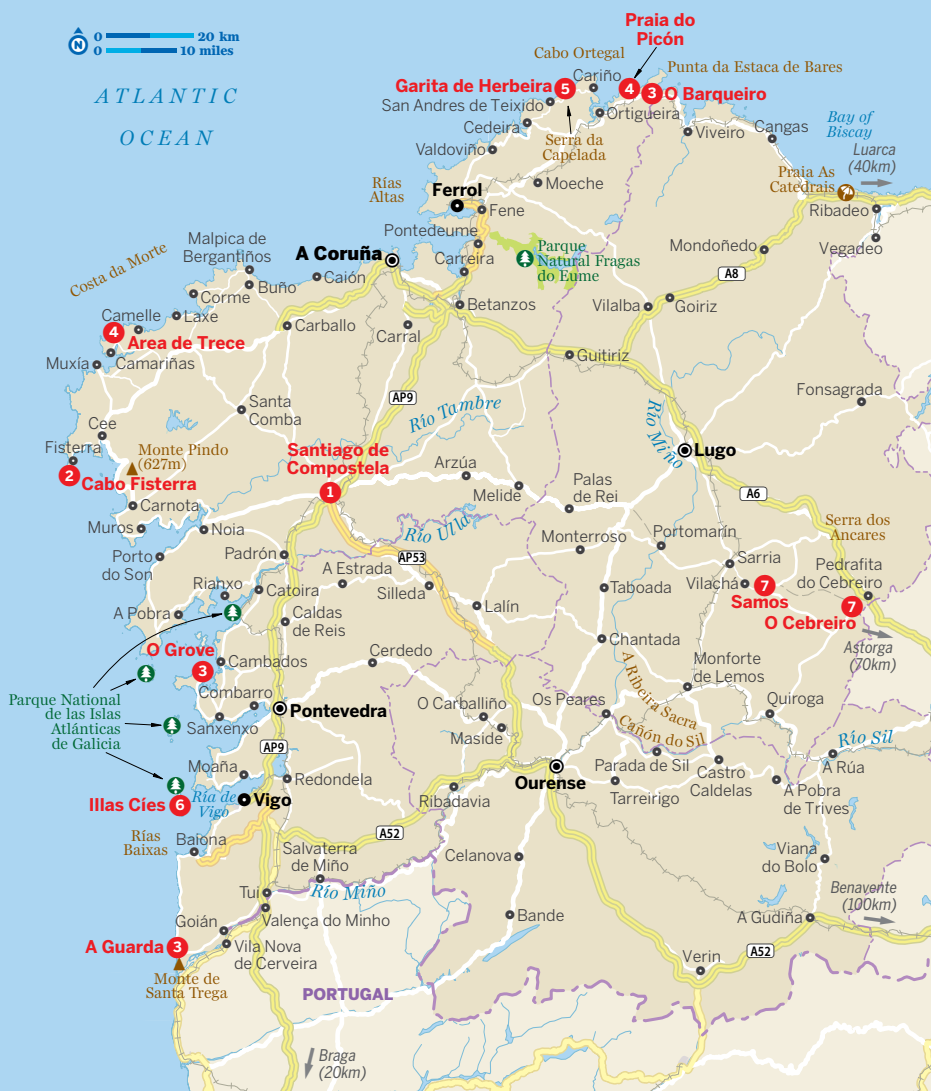 Praia do
Picón
N
0 20 km
0 10 miles
Cabo Ortegal
Punta da Estaca de Bares
ATLANTIC
OCEAN
Garita de Herbeira
5
Cariño
4
3
O Barqueiro
San Andres de Teixido
Ortigueira
Cedeira
Serra da
Capelada
Viveiro
Cangas
Bay of
Biscay
Valdoviño
Luarca
(40km)
Rías
Altas
Ferrol
Moeche
Praia As
Catedrais
Fene
Ribadeo
Pontedeume
Malpica de
Bergantiños
A Coruña
Parque
Natural Fragas
do Eume
Mondoñedo
Vegadeo
Costa da Morte
Carreira
A8
Buño
Caión
Corme
Betanzos
Vilalba
Goiriz
Camelle
Laxe
4
Area de Trece
Carballo
Carral
Muxía
Camariñas
Guitiriz
AP9
Fonsagrada
Santa
Comba
Río Tambre
Río Miño
Cee
Fisterra
Monte Pindo
(627m)
Santiago de
Compostela
Lugo
2
Cabo Fisterra
1
Arzúa
Melide
Palas
de Rei
A6
Carnota
Muros
Noia
Río Ulla
Serra dos
Ancares
Monterroso
Portomarín
Porto
do Son
Padrón
AP53
Sarria
Pedrafita
do Cebreiro
Rianxo
Catoira
A Estrada
Silleda
Taboada
Vilachá
7
Samos
7
O Cebreiro
A Pobra
Caldas
de Reis
Lalín
Chantada
Astorga
(70km)
O Grove
3
Cambados
Cerdedo
A Ribeira Sacra
Monforte
de Lemos
Parque National
de las Islas
Atlánticas
de Galicia
Combarro
Sanxenxo
Pontevedra
O Carballiño
Os Peares
Quiroga
Cañón do Sil
Maside
Río Sil
AP9
Moaña
Redondela
Ourense
Parada de Sil
Castro
Caldelas
A Rúa
Illas Cíes
6
Ría de
Vigo
Vigo
Ribadavia
Tarreirigo
A Pobra
de Trives
Rías
Baixas
Baiona
A52
Salvaterra
de Miño
Celanova
Viana
do Bolo
Tui
Río Miño
Benavente
(100km)
Goián
Valença do Minho
Bande
A Gudiña
A Guarda
3
Vila Nova
de Cerveira
A52
Verin
Monte de
Santa Trega
PORTUGAL
Braga
(20km)